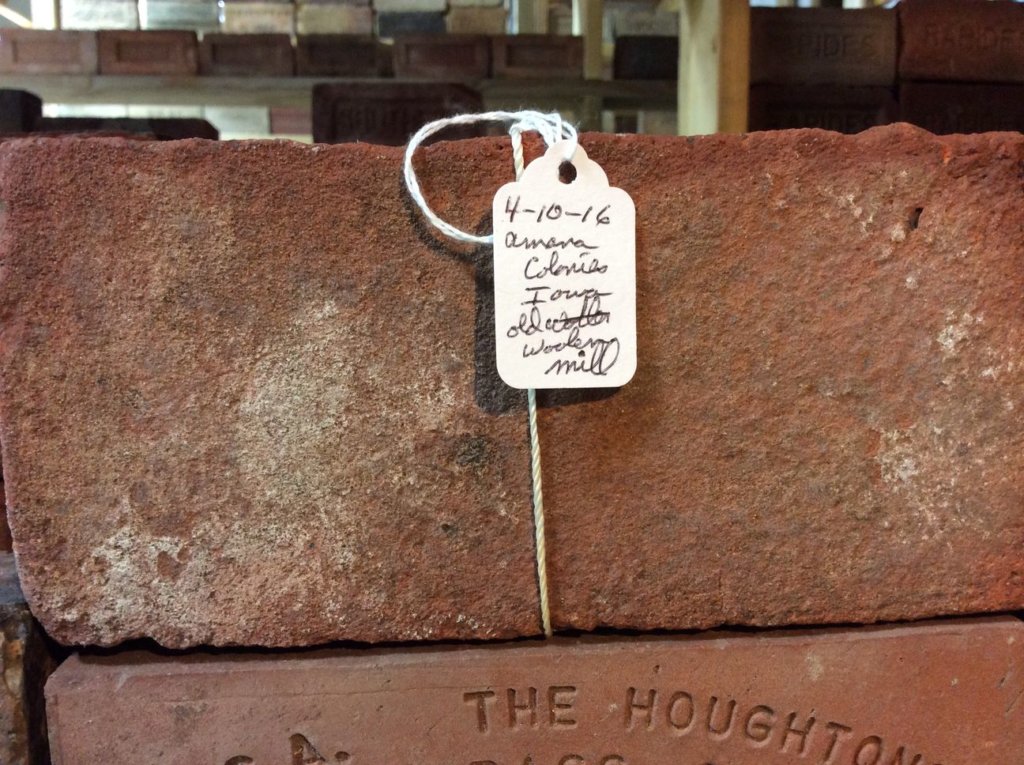 4-10-16
amana
Colonies
Iowa
old
woolen
mill
THE HOUGHTON